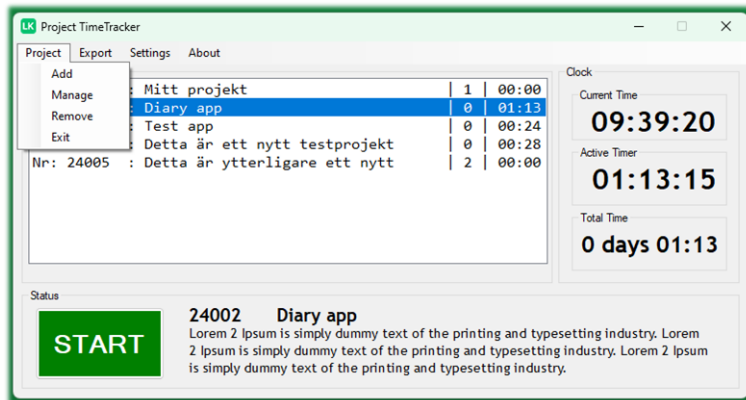 LK Project TimeTracker
Project Export Settings About
Add
Manage
Remove
Exit
: Mitt projekt | 1 | 00:00
: Diary app | 0 | 01:13
: Test app | 0 | 00:24
: Detta är ett nytt testprojekt | 0 | 00:28
Nr: 24005 : Detta är ytterligare ett nytt | 2 | 00:00
Clock
Current Time
09:39:20
Active Timer
01:13:15
Total Time
0 days 01:13
Status
START
24002 Diary app
Lorem 2 Ipsum is simply dummy text of the printing and typesetting industry. Lorem
2 Ipsum is simply dummy text of the printing and typesetting industry. Lorem 2 Ipsum
is simply dummy text of the printing and typesetting industry.